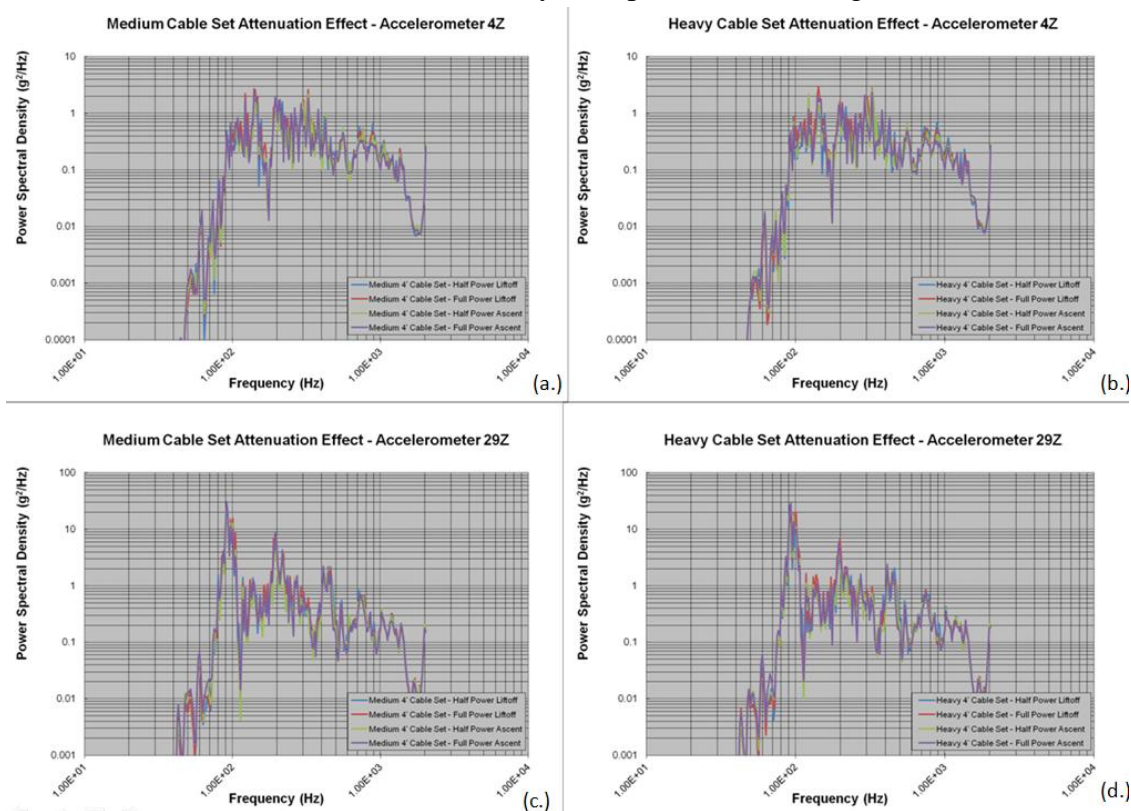 Medium Cable Set Attenuation Effect - Accelerometer 4Z
Power Spectral Density (g²/Hz)
10
1
0.1
0.01
0.001
0.0001
1.00E+01
1.00E+02
1.00E+03
1.00E+04
Frequency (Hz)
Medium 4' Cable Set - Half Power Liftoff
Medium 4' Cable Set - Full Power Liftoff
Medium 4' Cable Set - Half Power Ascent
Medium 4' Cable Set - Full Power Ascent
(a.)
Heavy Cable Set Attenuation Effect - Accelerometer 4Z
Power Spectral Density (g²/Hz)
10
1
0.1
0.01
0.001
0.0001
1.00E+01
1.00E+02
1.00E+03
1.00E+04
Frequency (Hz)
Heavy 4' Cable Set - Half Power Liftoff
Heavy 4' Cable Set - Full Power Liftoff
Heavy 4' Cable Set - Half Power Ascent
Heavy 4' Cable Set - Full Power Ascent
(b.)
Medium Cable Set Attenuation Effect - Accelerometer 29Z
Power Spectral Density (g²/Hz)
100
10
1
0.1
0.01
0.001
1.00E+01
1.00E+02
1.00E+03
1.00E+04
Frequency (Hz)
Medium 4' Cable Set - Half Power Liftoff
Medium 4' Cable Set - Full Power Liftoff
Medium 4' Cable Set - Half Power Ascent
Medium 4' Cable Set - Full Power Ascent
(c.)
Heavy Cable Set Attenuation Effect - Accelerometer 29Z
Power Spectral Density (g²/Hz)
100
10
1
0.1
0.01
0.001
1.00E+01
1.00E+02
1.00E+03
1.00E+04
Frequency (Hz)
Heavy 4' Cable Set - Half Power Liftoff
Heavy 4' Cable Set - Full Power Liftoff
Heavy 4' Cable Set - Half Power Ascent
Heavy 4' Cable Set - Full Power Ascent
(d.)